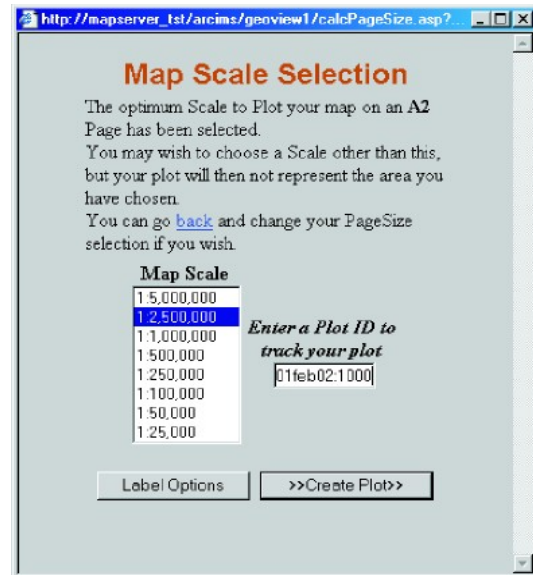 http://mapserver_tst/arcims/geoview1/calcPageSize.asp?...
Map Scale Selection
The optimum Scale to Plot your map on an A2
Page has been selected.
You may wish to choose a Scale other than this,
but your plot will then not represent the area you
have chosen.
You can go back and change your PageSize
selection if you wish.
Map Scale
1:5,000,000
1:2,500,000
1:1,000,000
1:500,000
1:250,000
1:100,000
1:50,000
1:25,000
Enter a Plot ID to
track your plot
01feb02:1000
Label Options
>>Create Plot>>